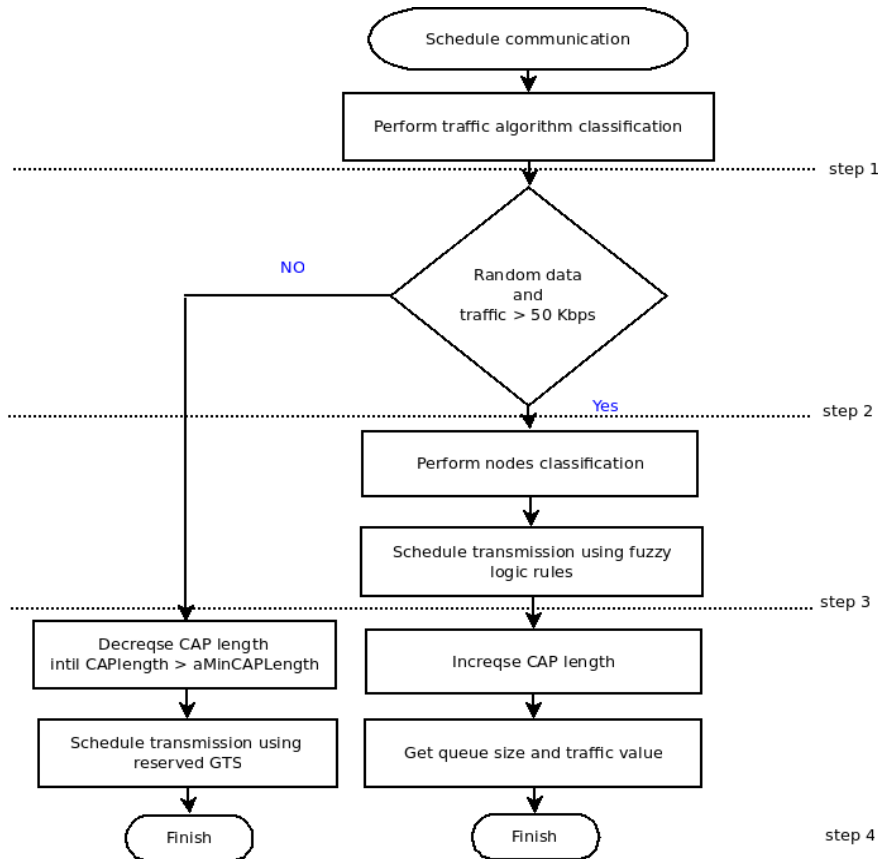 Schedule communication
Perform traffic algorithm classification
step 1
NO
Random data
and
traffic > 50 Kbps
Yes
step 2
Perform nodes classification
Schedule transmission using fuzzy
logic rules
step 3
Decreqse CAP length
intil CAPlength > aMinCAPLength
Increqse CAP length
Schedule transmission using
reserved GTS
Get queue size and traffic value
Finish
Finish
step 4